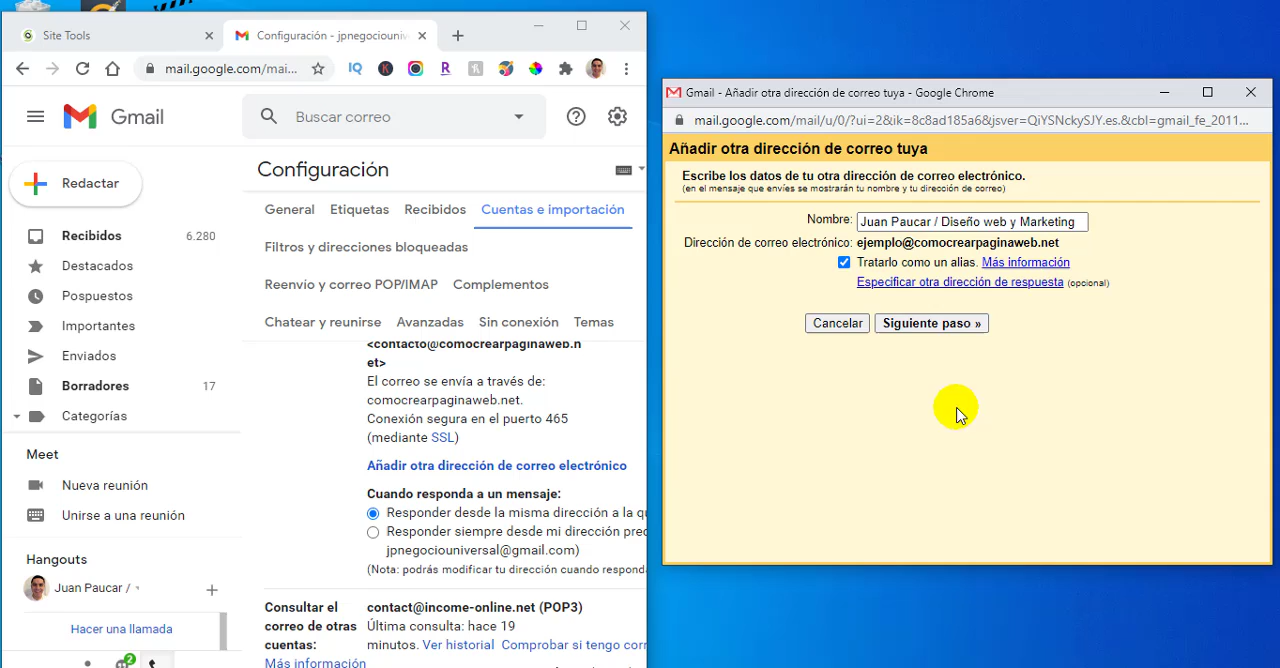 Site Tools
Configuración - jpnegociouniv
mail.google.com/mai...
IQ
K
R
Gmail
Buscar correo
Redactar
Recibidos 6.280
Destacados
Pospuestos
Importantes
Enviados
Borradores 17
Categorías
Meet
Nueva reunión
Unirse a una reunión
Hangouts
Juan Paucar /
Hacer una llamada
2
Configuración
General Etiquetas Recibidos Cuentas e importación
Filtros y direcciones bloqueadas
Reenvío y correo POP/IMAP Complementos
Chatear y reunirse Avanzadas Sin conexión Temas
<contacto@comocrearpaginaweb.n
et>
El correo se envía a través de:
comocrearpaginaweb.net.
Conexión segura en el puerto 465
(mediante SSL)
Añadir otra dirección de correo electrónico
Cuando responda a un mensaje:
Responder desde la misma dirección a la qu
Responder siempre desde mi dirección prec
jpnegociouniversal@gmail.com)
(Nota: podrás modificar tu dirección cuando responda
Consultar el
correo de otras
cuentas:
Más información
contact@income-online.net (POP3)
Última consulta: hace 19
minutos. Ver historial Comprobar si tengo corr
Gmail - Añadir otra dirección de correo tuya - Google Chrome
mail.google.com/mail/u/0/?ui=2&ik=8c8ad185a6&jsver=QiYSNckySJY.es.&cbl=gmail_fe_2011...
Añadir otra dirección de correo tuya
Escribe los datos de tu otra dirección de correo electrónico.
(en el mensaje que envíes se mostrarán tu nombre y tu dirección de correo)
Nombre: Juan Paucar / Diseño web y Marketing
Dirección de correo electrónico: ejemplo@comocrearpaginaweb.net
Tratarlo como un alias. Más información
Especificar otra dirección de respuesta (opcional)
Cancelar Siguiente paso »